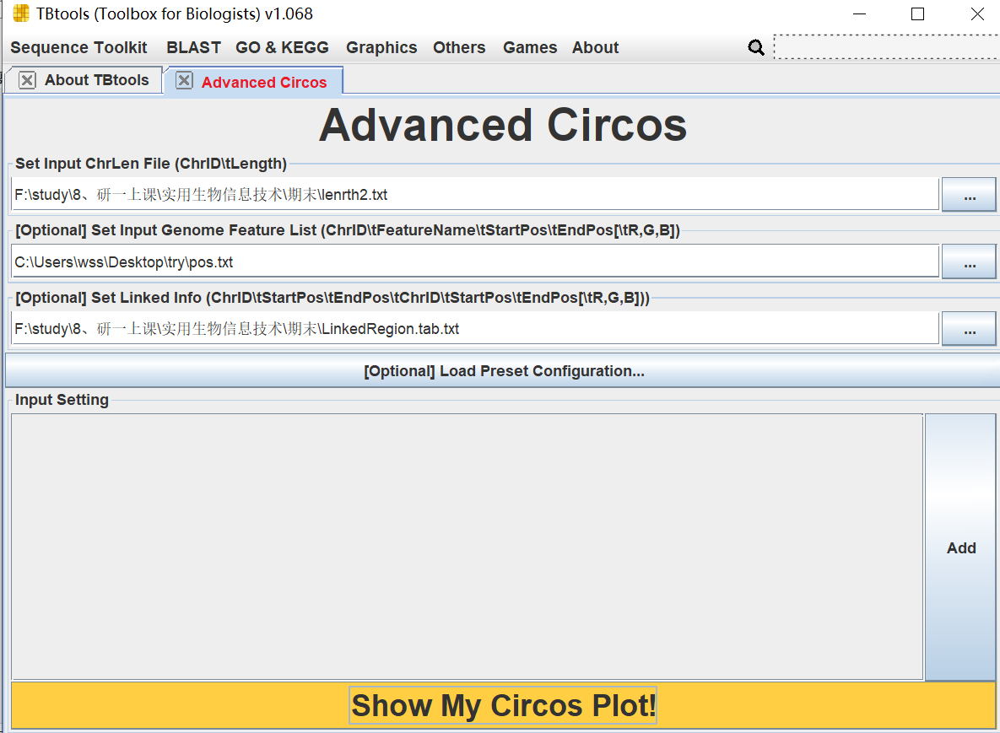 TBtools (Toolbox for Biologists) v1.068
Sequence Toolkit BLAST GO & KEGG Graphics Others Games About
About TBtools Advanced Circos
Advanced Circos
Set Input ChrLen File (ChrID\tLength)
F:\study\8、研一上课\实用生物信息技术\期末\lenrth2.txt
...
[Optional] Set Input Genome Feature List (ChrID\tFeatureName\tStartPos\tEndPos[\tR,G,B])
C:\Users\wss\Desktop\try\pos.txt
...
[Optional] Set Linked Info (ChrID\tStartPos\tEndPos\tChrID\tStartPos\tEndPos[\tR,G,B]))
F:\study\8、研一上课\实用生物信息技术\期末\LinkedRegion.tab.txt
...
[Optional] Load Preset Configuration...
Input Setting
Add
Show My Circos Plot!